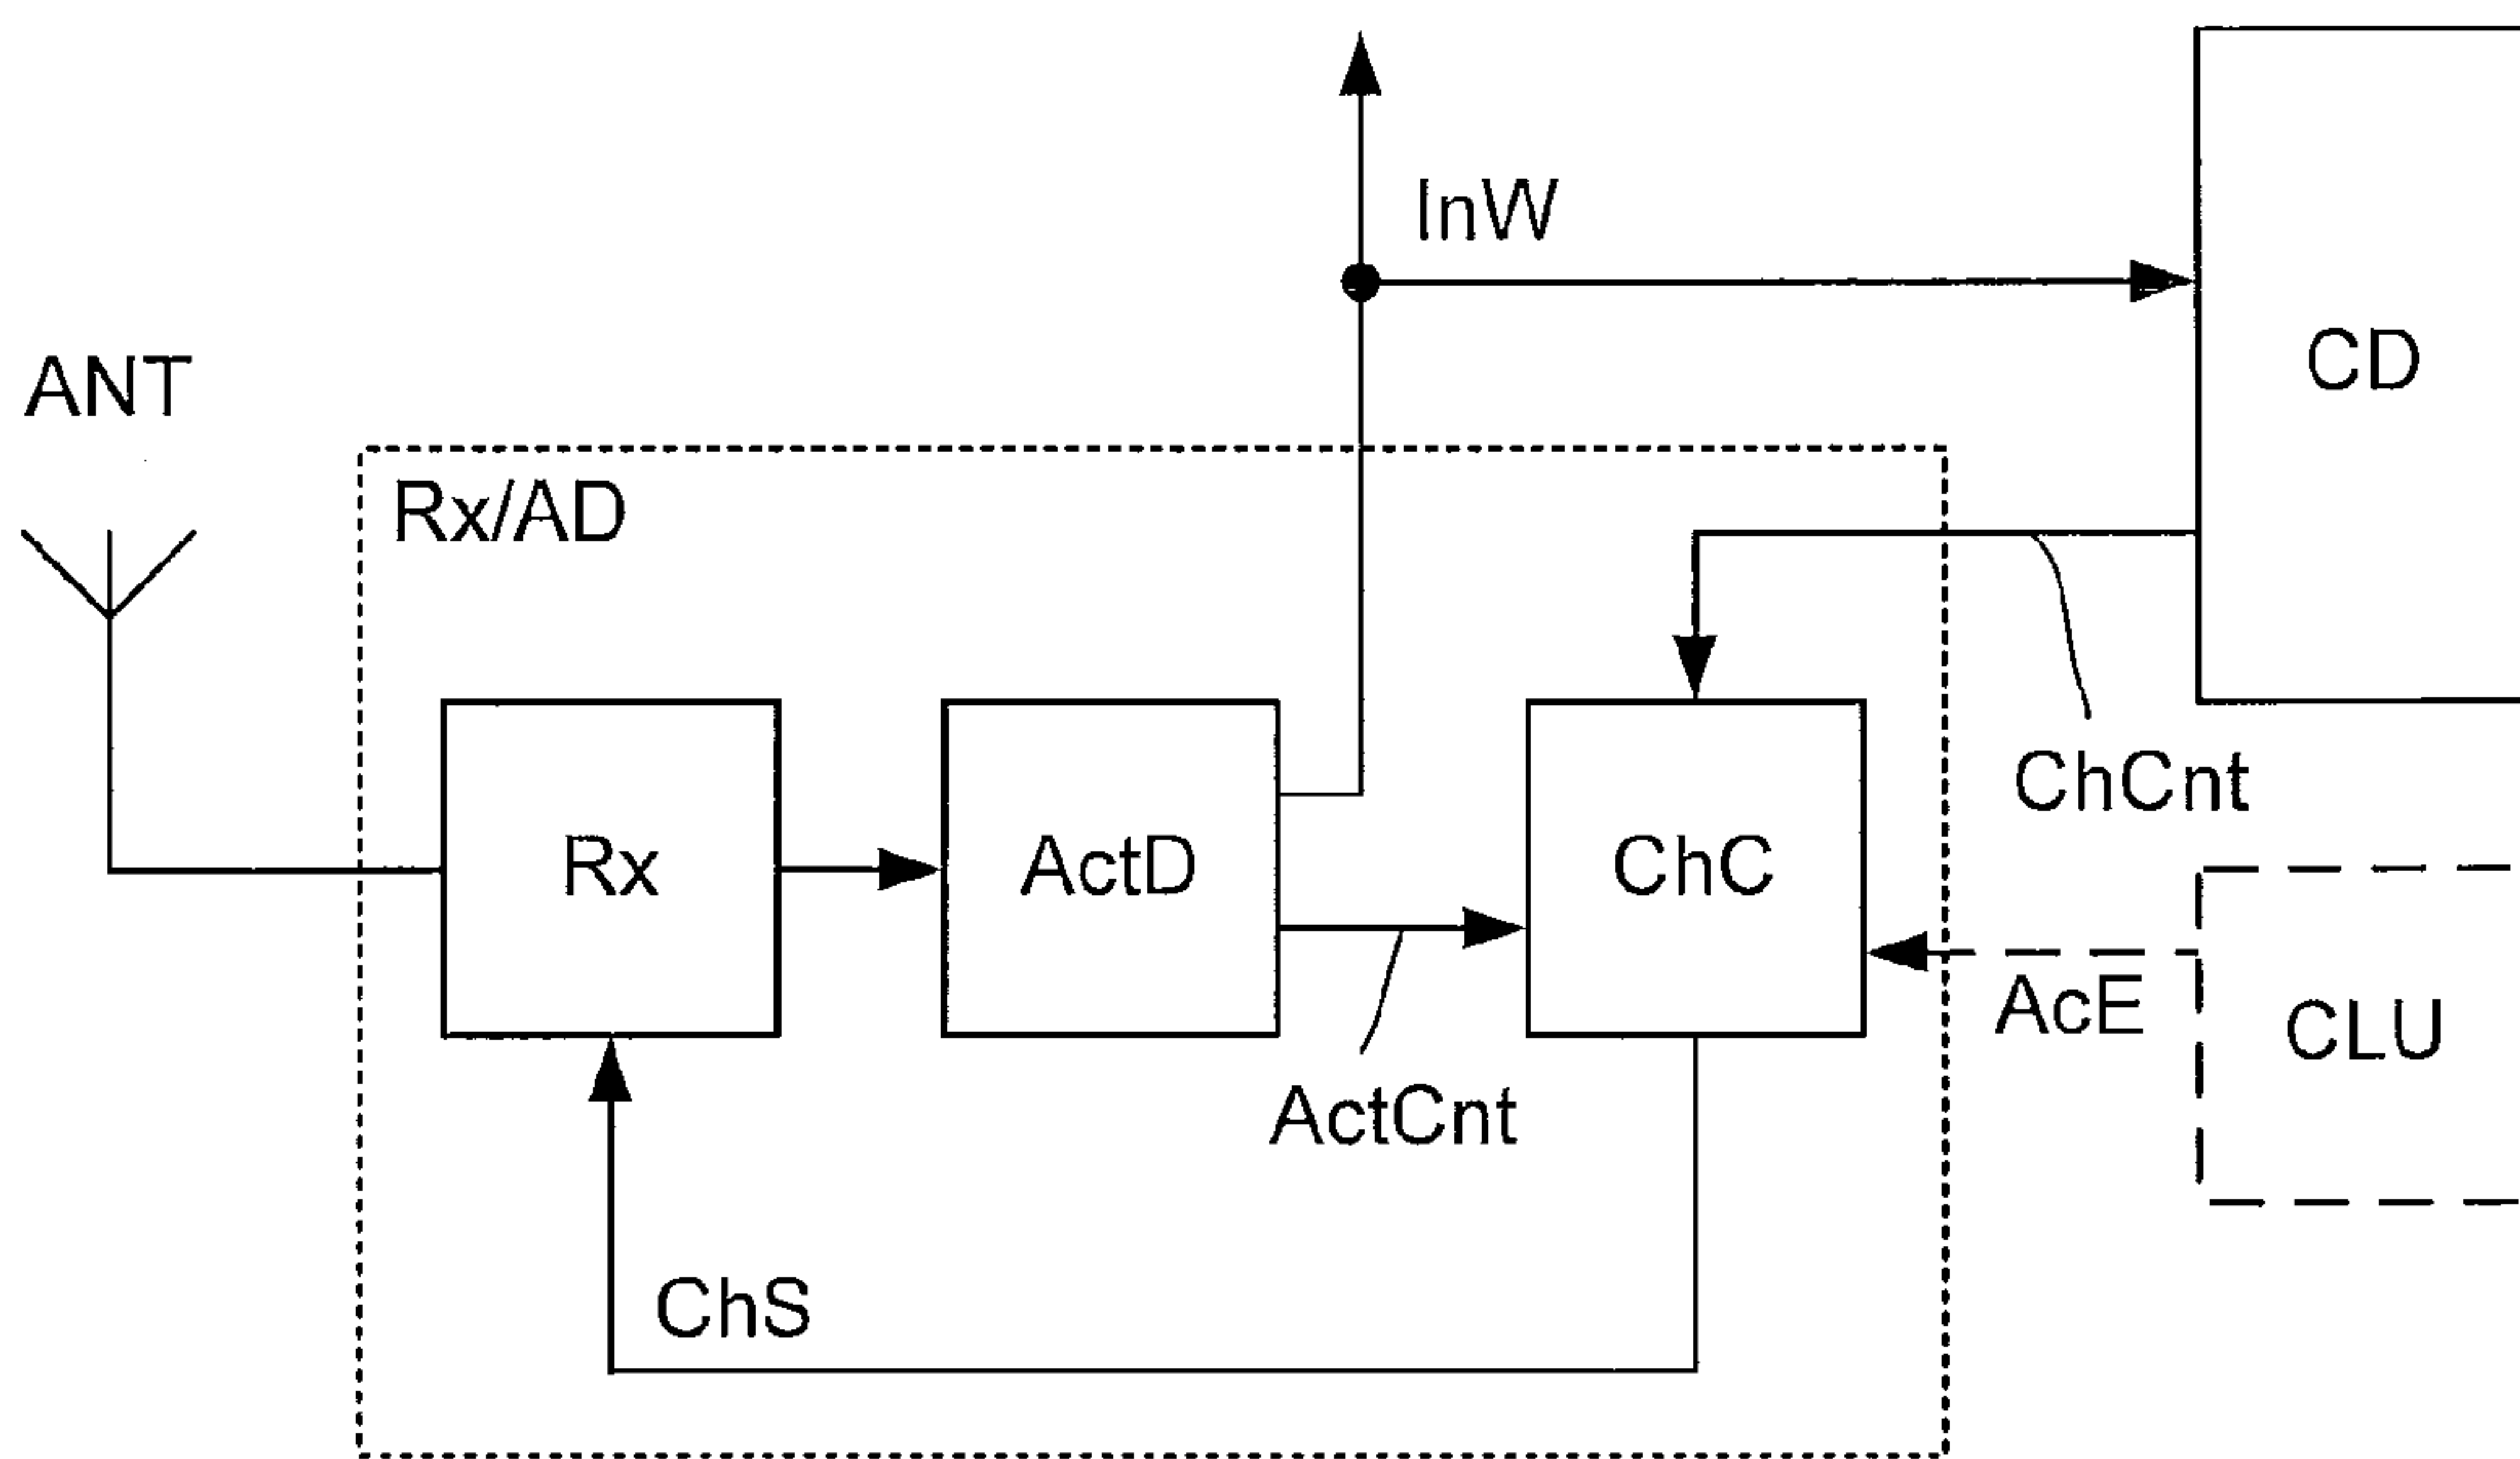 InW
CD
ANT
Rx/AD
ChCnt
Rx
ActD
ChC
AcE
CLU
ActCnt
ChS